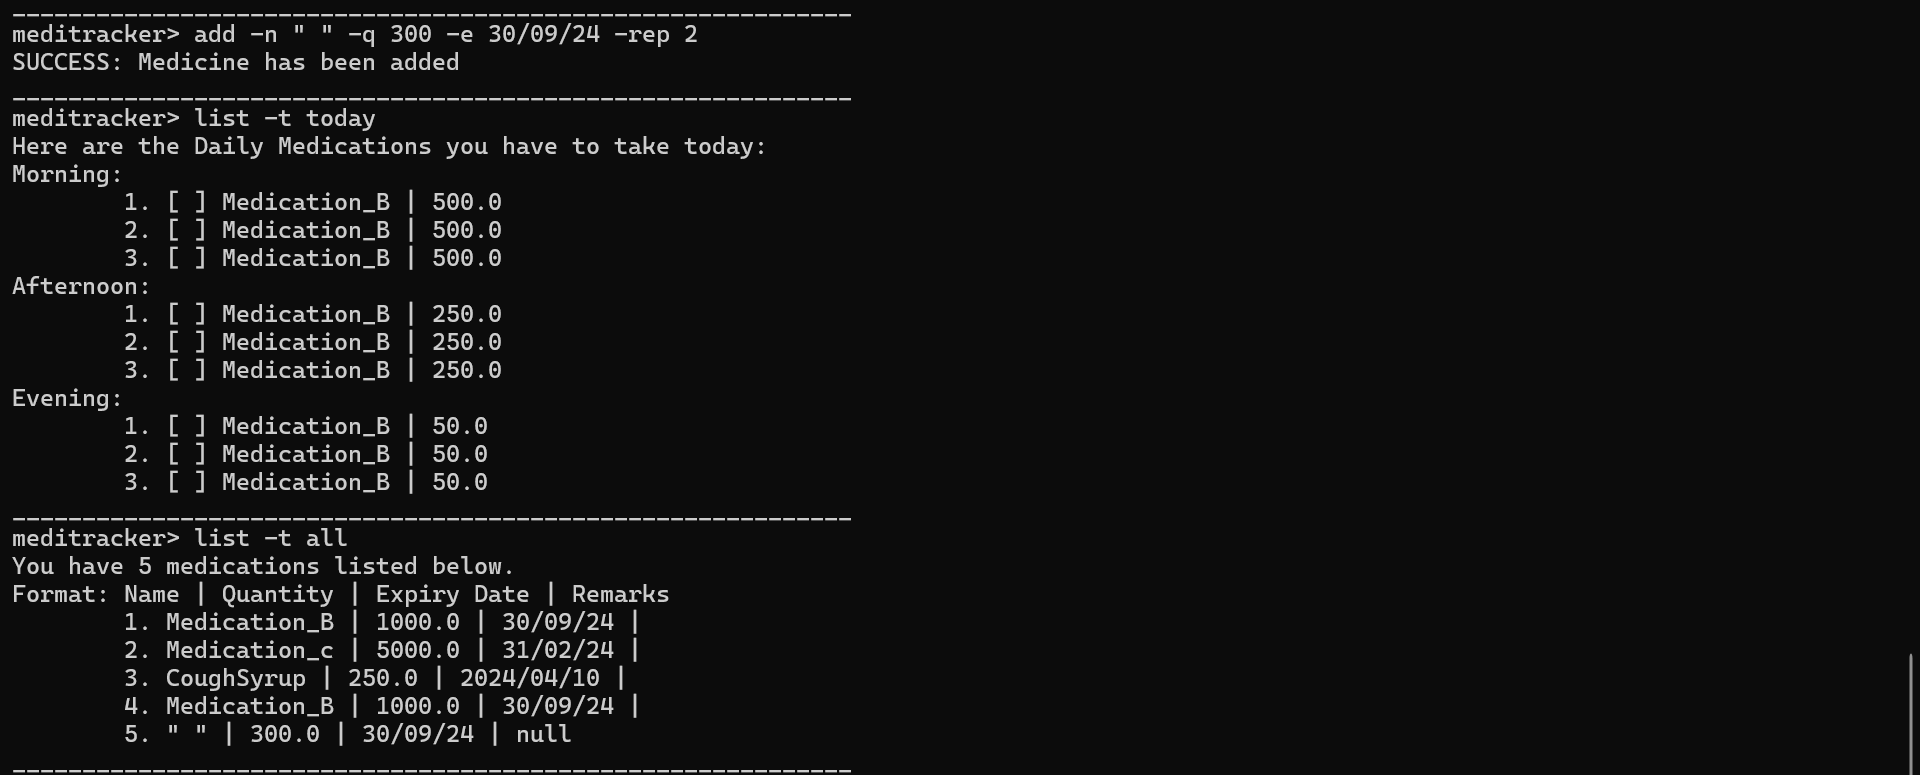 ____________________________________________________________
meditracker> add -n " " -q 300 -e 30/09/24 -rep 2
SUCCESS: Medicine has been added
____________________________________________________________
meditracker> list -t today
Here are the Daily Medications you have to take today:
Morning:
        1. [ ] Medication_B | 500.0
        2. [ ] Medication_B | 500.0
        3. [ ] Medication_B | 500.0
Afternoon:
        1. [ ] Medication_B | 250.0
        2. [ ] Medication_B | 250.0
        3. [ ] Medication_B | 250.0
Evening:
        1. [ ] Medication_B | 50.0
        2. [ ] Medication_B | 50.0
        3. [ ] Medication_B | 50.0
____________________________________________________________
meditracker> list -t all
You have 5 medications listed below.
Format: Name | Quantity | Expiry Date | Remarks
        1. Medication_B | 1000.0 | 30/09/24 |
        2. Medication_c | 5000.0 | 31/02/24 |
        3. CoughSyrup | 250.0 | 2024/04/10 |
        4. Medication_B | 1000.0 | 30/09/24 |
        5. " " | 300.0 | 30/09/24 | null
____________________________________________________________